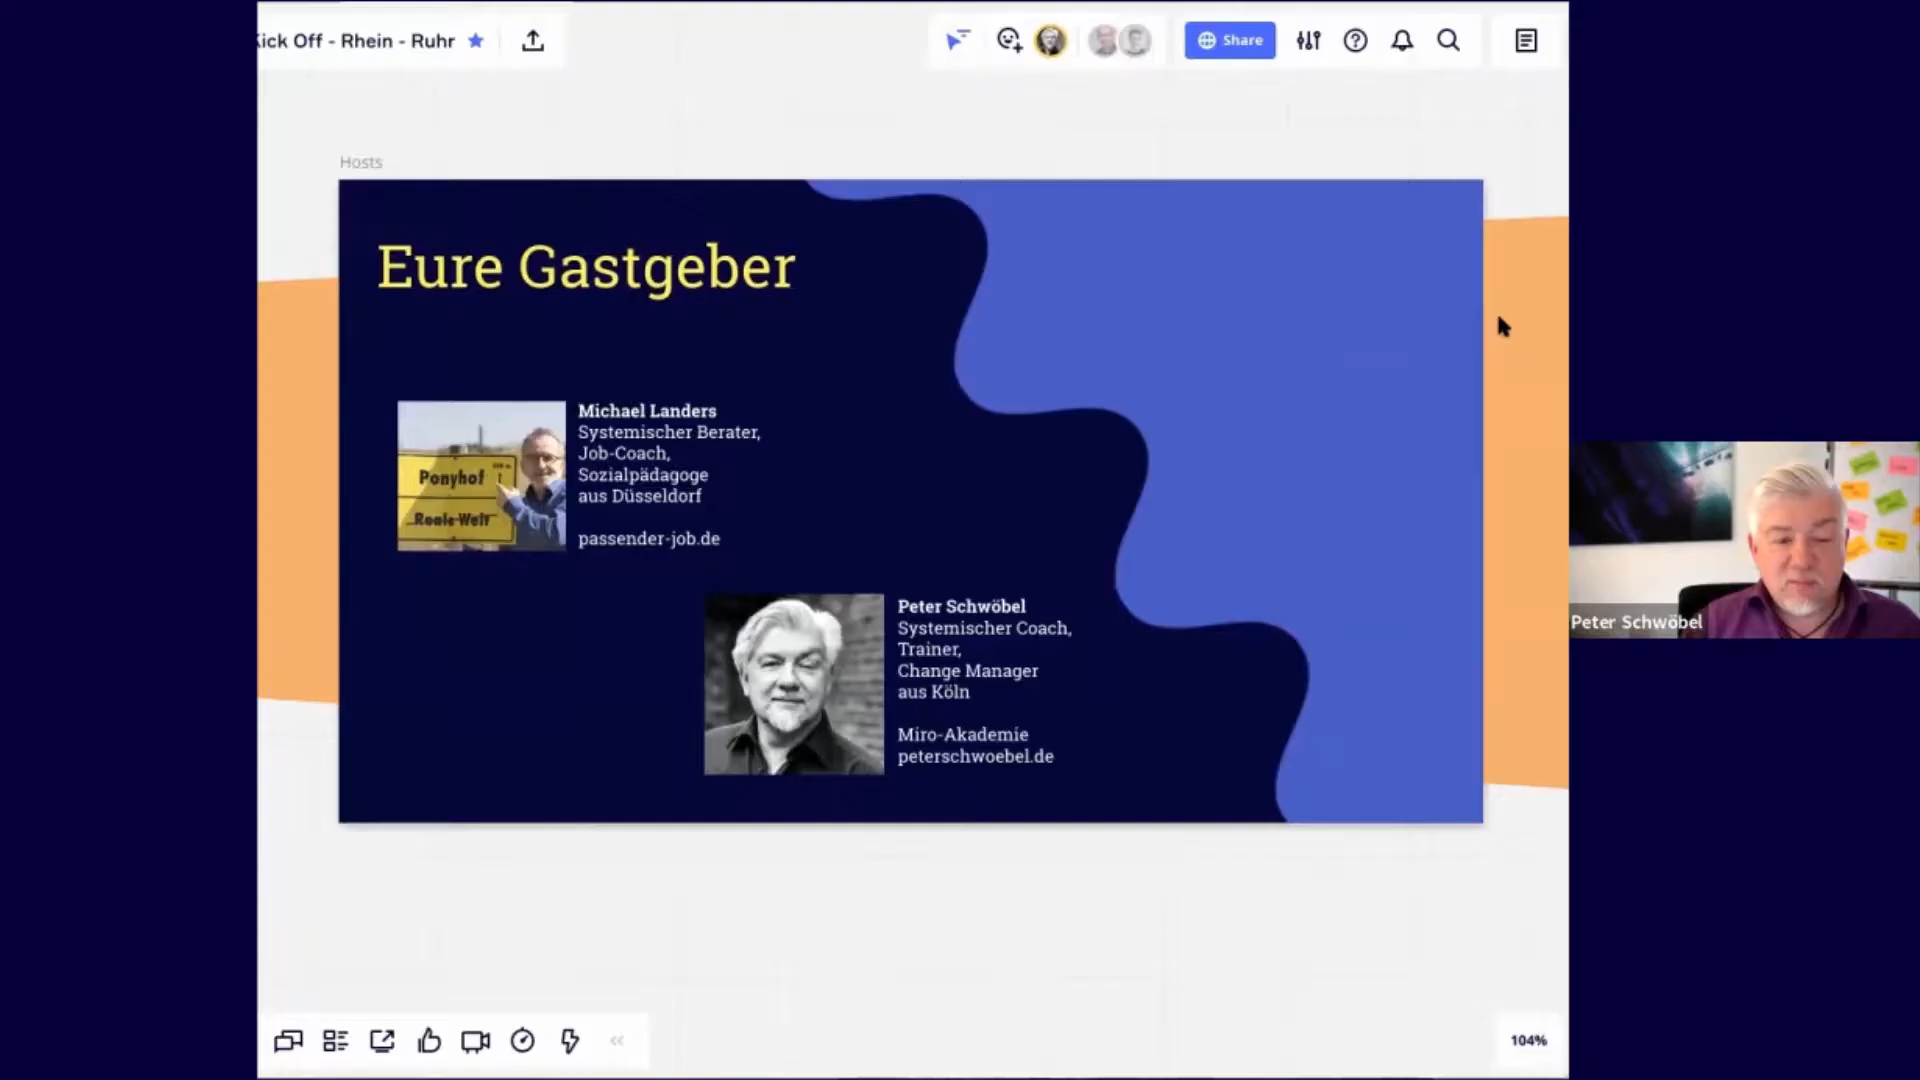 Kick Off - Rhein - Ruhr
Share
Hosts
Eure Gastgeber
Ponyhof
Reale Welt
Michael Landers
Systemischer Berater,
Job-Coach,
Sozialpädagoge
aus Düsseldorf
passender-job.de
Peter Schwöbel
Systemischer Coach,
Trainer,
Change Manager
aus Köln
Miro-Akademie
peterschwoebel.de
Peter Schwöbel
104%